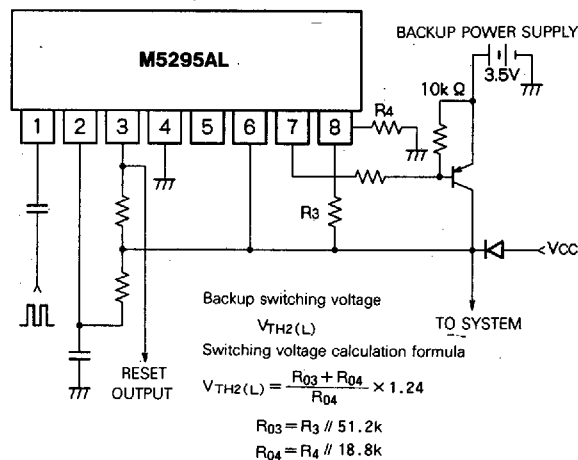 BACKUP POWER SUPPLY
M5295AL
3.5V
10k Ω
R4
1 2 3 4 5 6 7 8
R3
VCC
Backup switching voltage
VTH2(L)
TO SYSTEM
Switching voltage calculation formula
RESET
OUTPUT
VTH2(L) = (R03 + R04) / R04 × 1.24
R03 = R3 // 51.2k
R04 = R4 // 18.8k